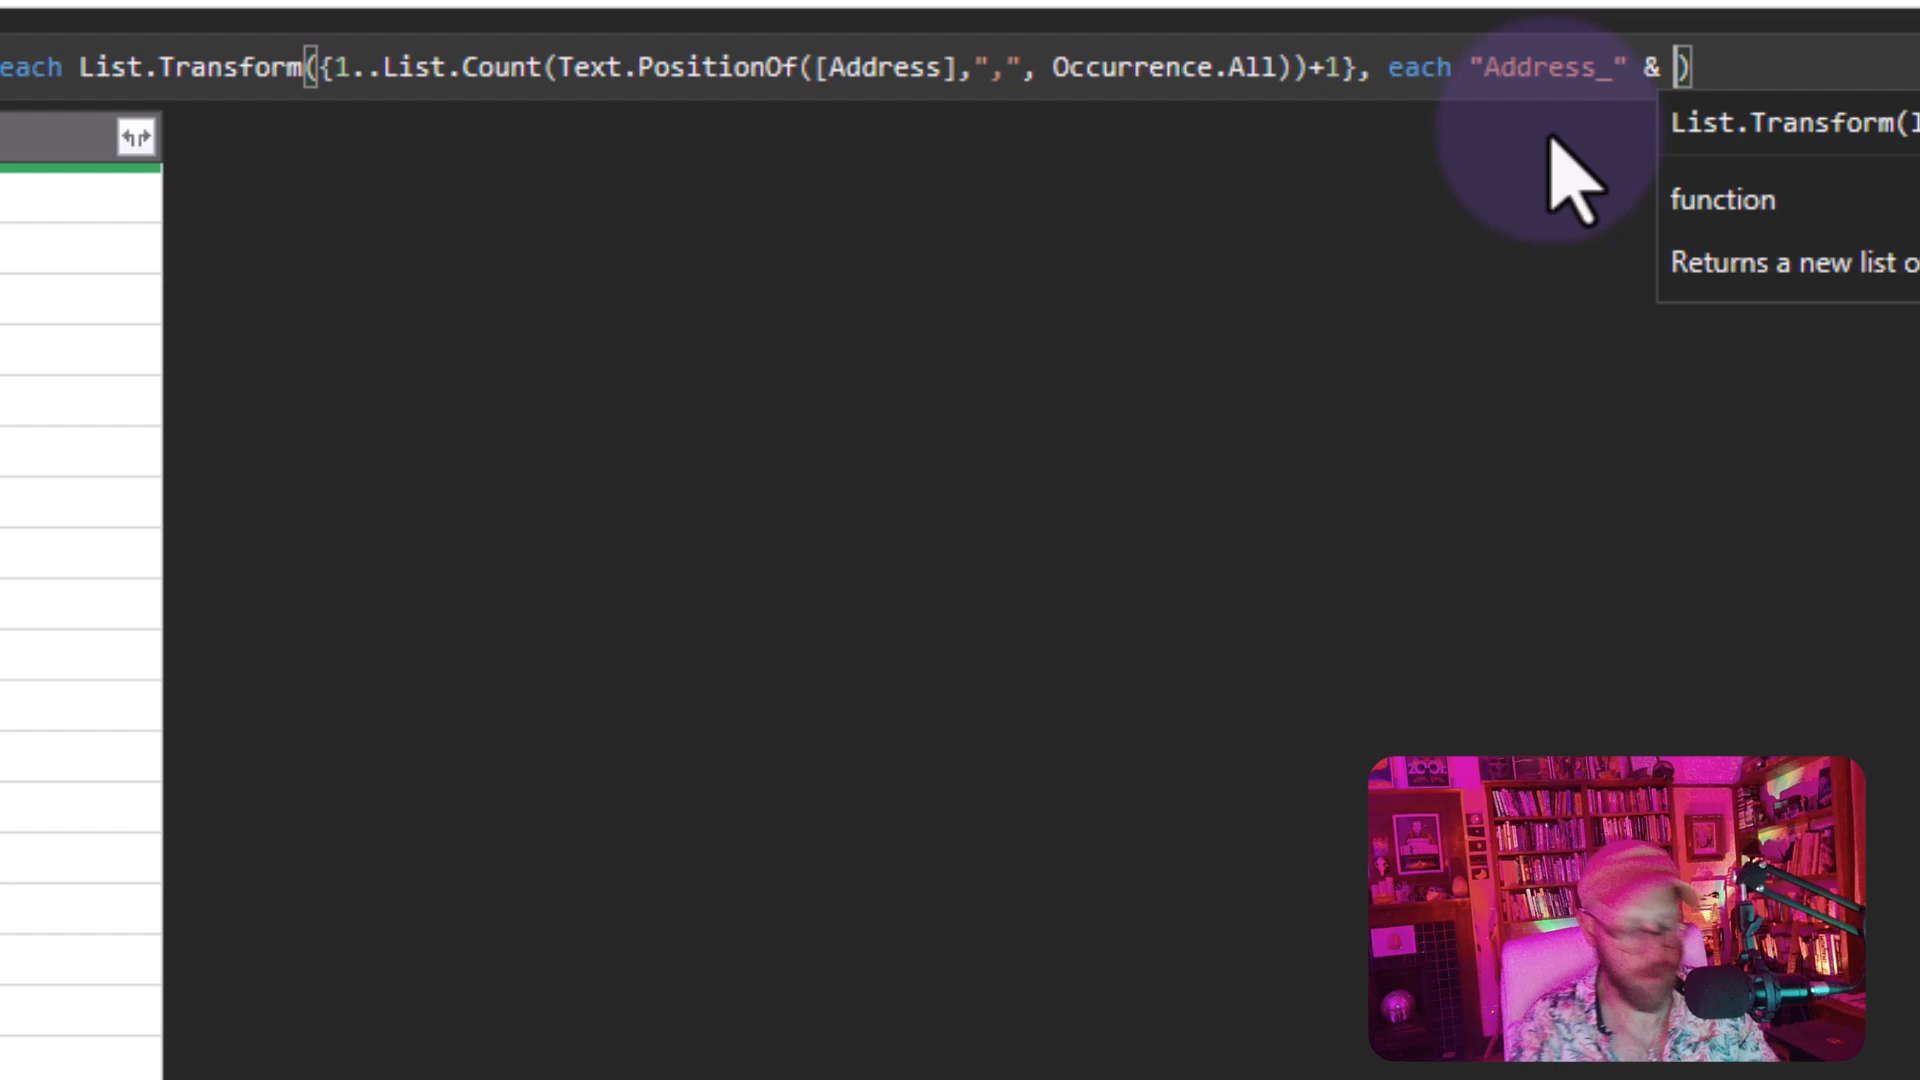 each List.Transform({1..List.Count(Text.PositionOf([Address],",", Occurrence.All))+1}, each "Address_" & )
List.Transform(
function
Returns a new list o